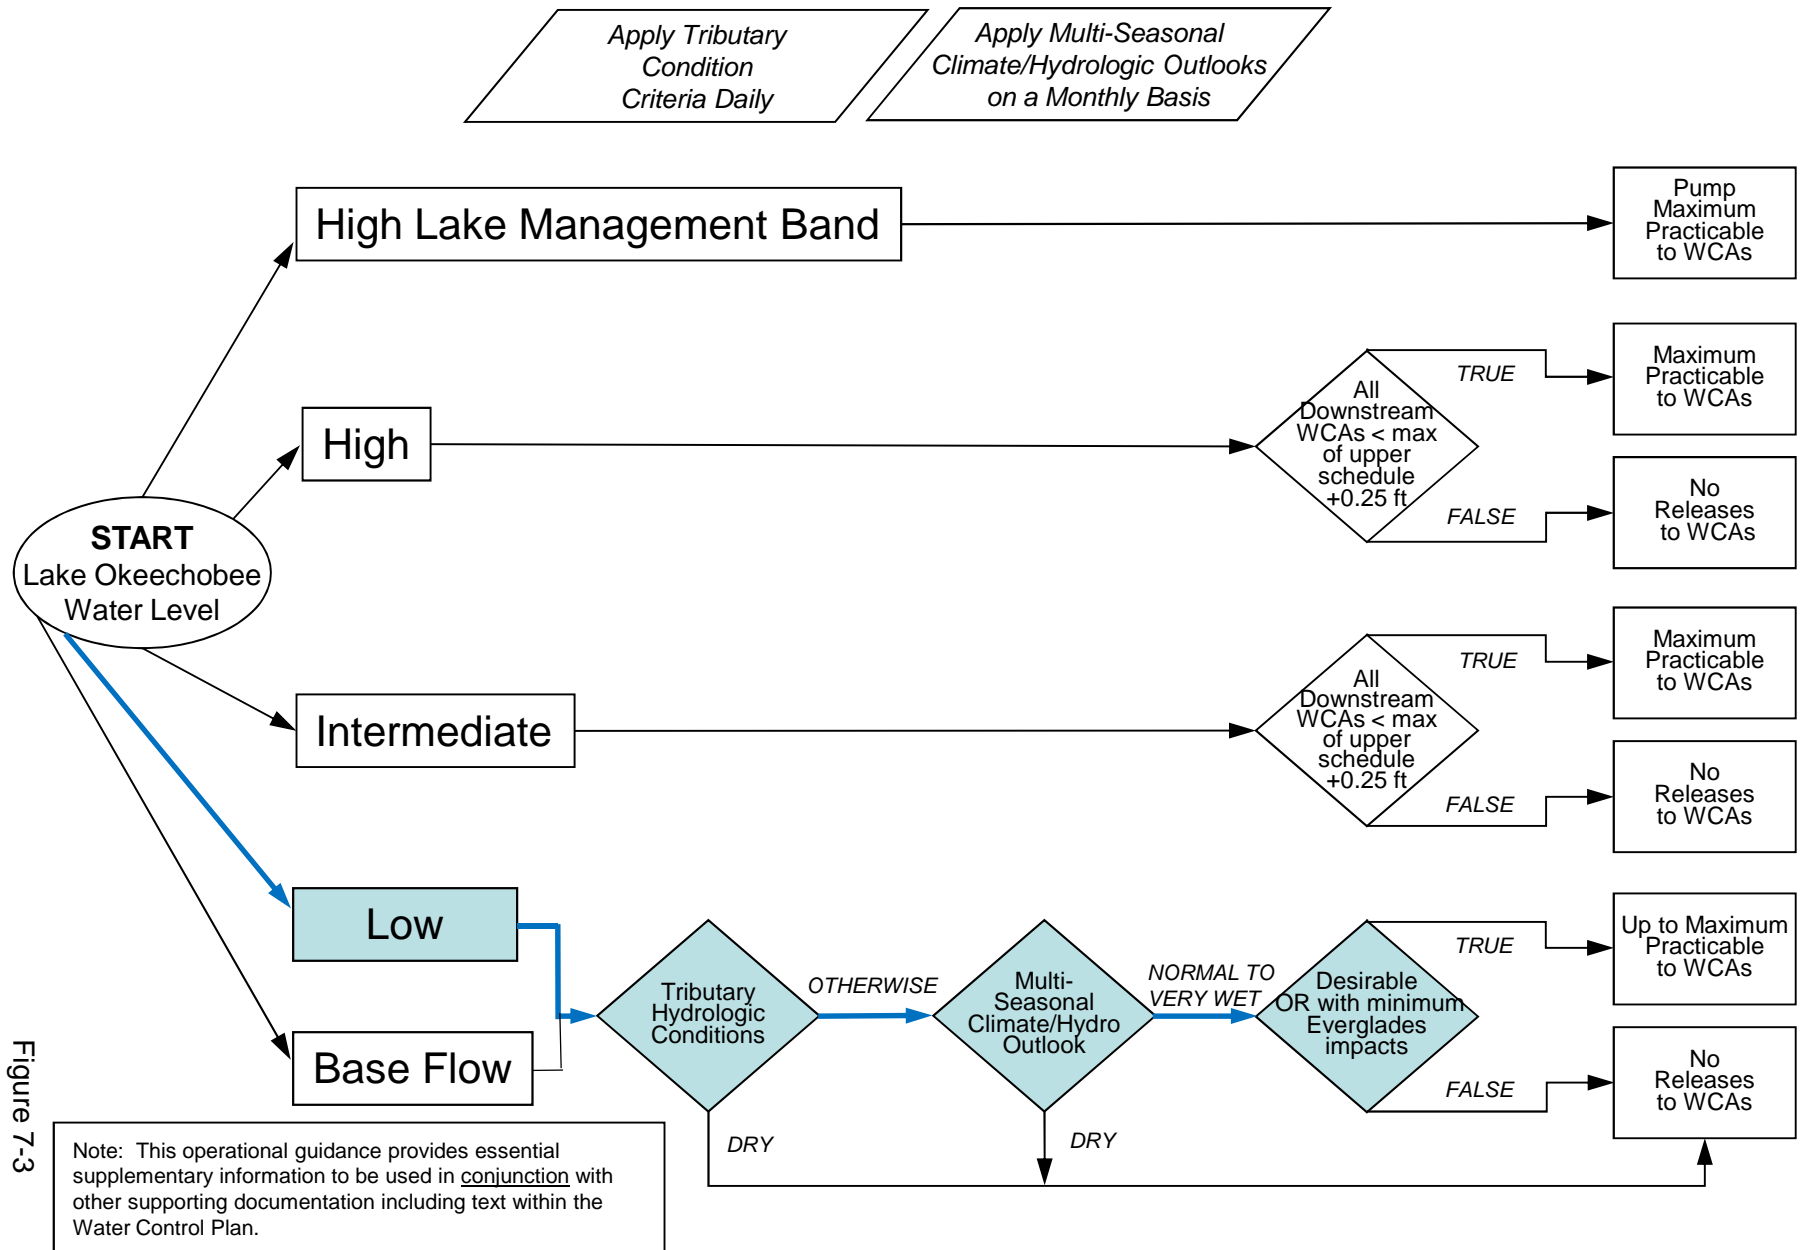 Apply Tributary
Condition
Criteria Daily
Apply Multi-Seasonal
Climate/Hydrologic Outlooks
on a Monthly Basis
High Lake Management Band
Pump
Maximum
Practicable
to WCAs
High
All
Downstream
WCAs < max
of upper
schedule
+0.25 ft
TRUE
Maximum
Practicable
to WCAs
FALSE
No
Releases
to WCAs
START
Lake Okeechobee
Water Level
Intermediate
All
Downstream
WCAs < max
of upper
schedule
+0.25 ft
TRUE
Maximum
Practicable
to WCAs
FALSE
No
Releases
to WCAs
Low
Base Flow
Tributary
Hydrologic
Conditions
OTHERWISE
DRY
Multi-
Seasonal
Climate/Hydro
Outlook
NORMAL TO
VERY WET
DRY
Desirable
OR with minimum
Everglades
impacts
TRUE
Up to Maximum
Practicable
to WCAs
FALSE
No
Releases
to WCAs
Figure 7-3
Note: This operational guidance provides essential
supplementary information to be used in conjunction with
other supporting documentation including text within the
Water Control Plan.